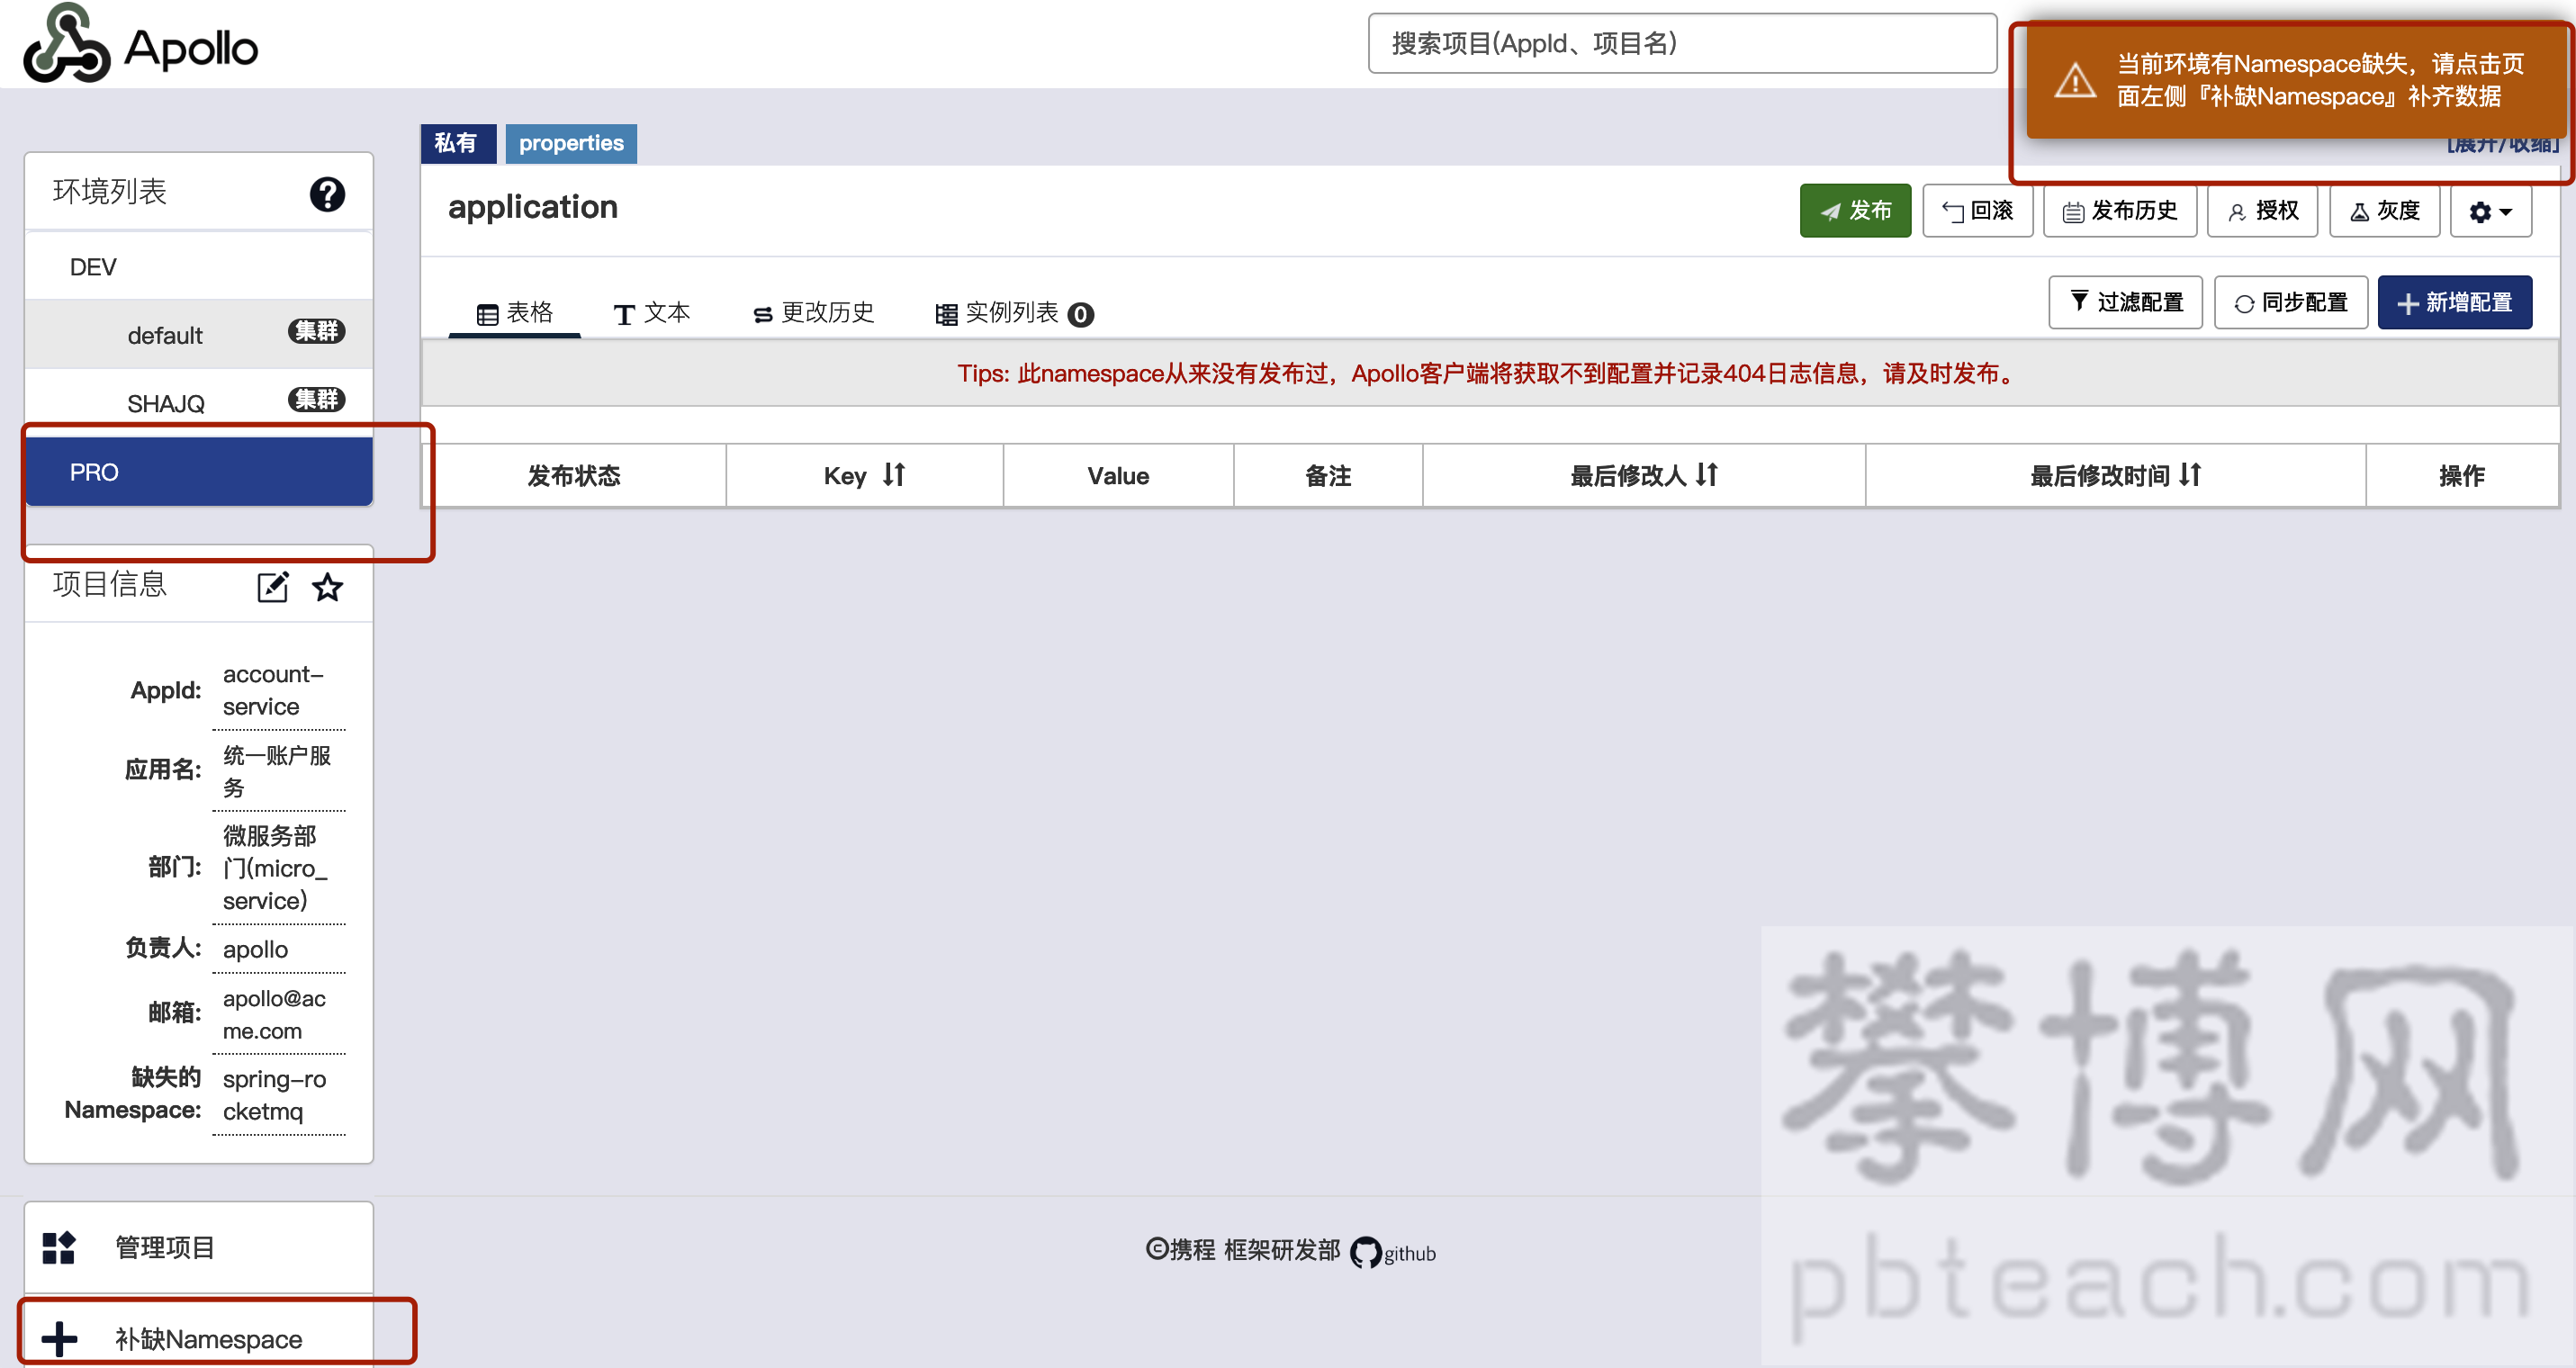 Apollo
搜索项目(AppId、项目名)
当前环境有Namespace缺失，请点击页
面左侧『补缺Namespace』补齐数据
环境列表
DEV
default 集群
SHAJQ 集群
PRO
私有 properties
[展开/收缩]
application
发布 回滚 发布历史 授权 灰度
表格 文本 更改历史 实例列表 0
过滤配置 同步配置 新增配置
Tips: 此namespace从来没有发布过，Apollo客户端将获取不到配置并记录404日志信息，请及时发布。
发布状态 Key Value 备注 最后修改人 最后修改时间 操作
项目信息
AppId: account-
service
应用名: 统一账户服
务
部门: 微服务部
门(micro_
service)
负责人: apollo
邮箱: apollo@ac
me.com
缺失的
Namespace: spring-ro
cketmq
管理项目
补缺Namespace
©携程 框架研发部 github
攀博网
pbteach.com